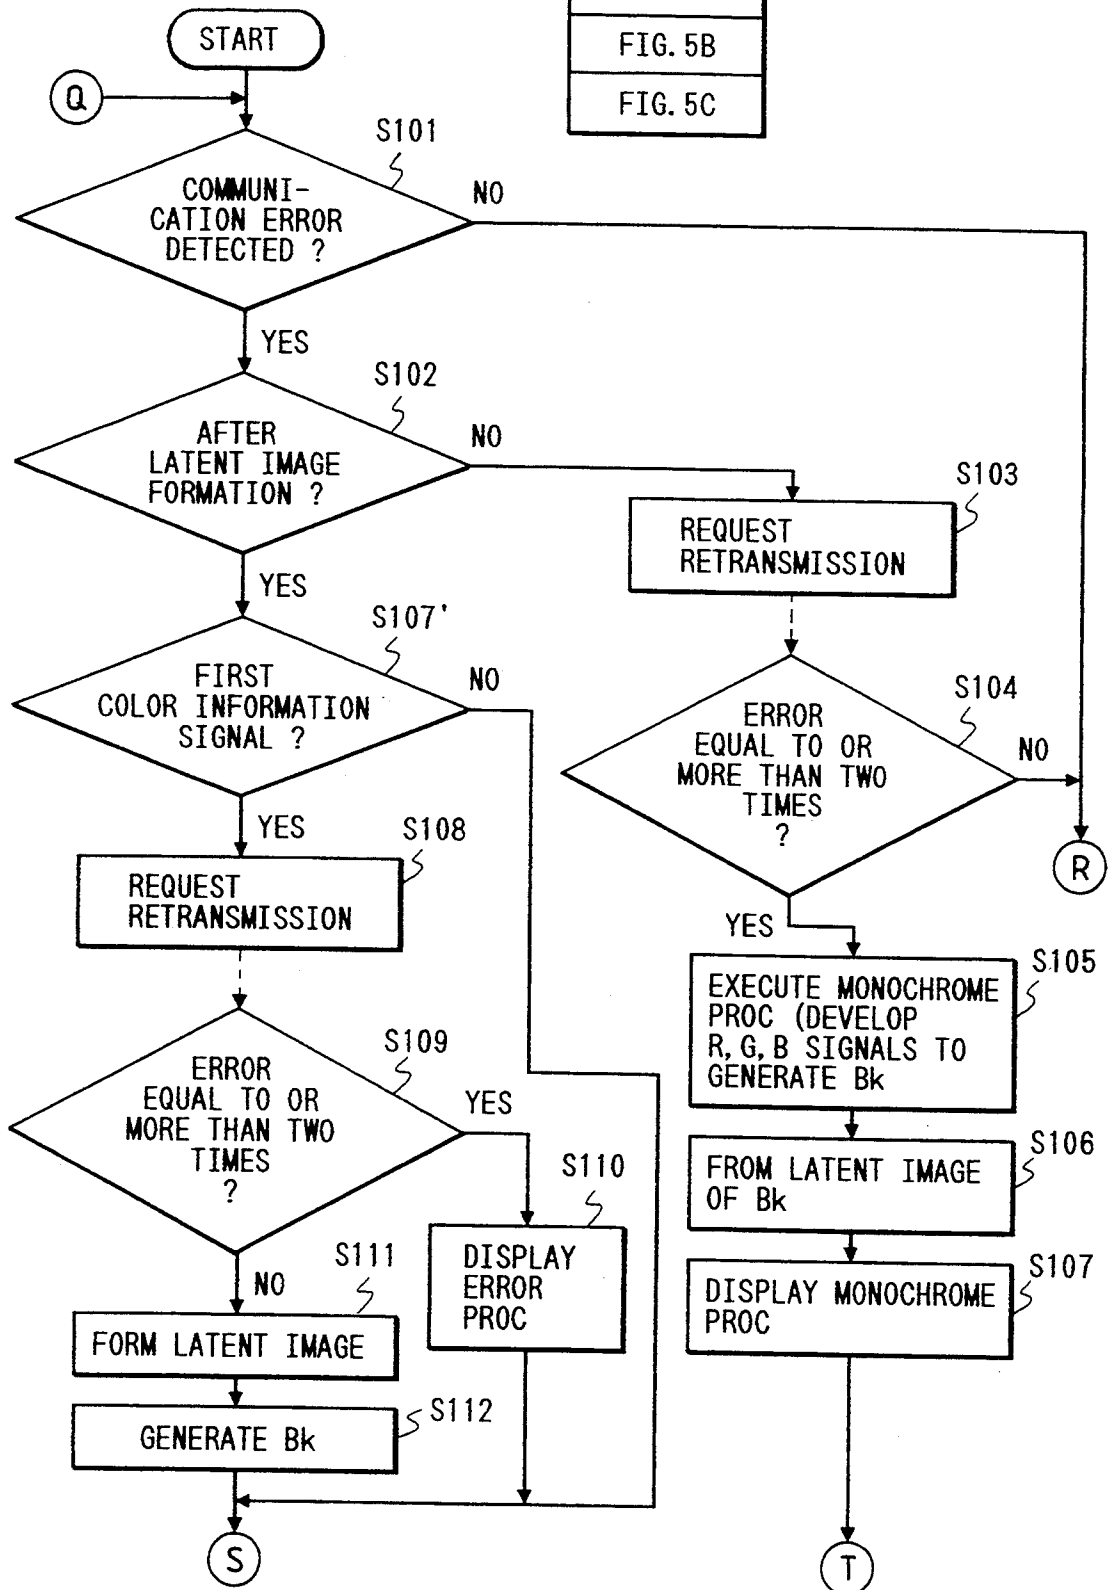 START
FIG. 5B
FIG. 5C
Q
S101
COMMUNI-
CATION ERROR
DETECTED ?
NO
YES
S102
AFTER
LATENT IMAGE
FORMATION ?
NO
YES
S103
REQUEST
RETRANSMISSION
S107'
FIRST
COLOR INFORMATION
SIGNAL ?
NO
YES
S104
ERROR
EQUAL TO OR
MORE THAN TWO
TIMES
?
NO
YES
R
S108
REQUEST
RETRANSMISSION
S105
EXECUTE MONOCHROME
PROC (DEVELOP
R, G, B SIGNALS TO
GENERATE Bk
S109
ERROR
EQUAL TO OR
MORE THAN TWO
TIMES
?
YES
NO
S106
FROM LATENT IMAGE
OF Bk
S110
DISPLAY
ERROR
PROC
S107
DISPLAY MONOCHROME
PROC
S111
FORM LATENT IMAGE
S112
GENERATE Bk
S
T